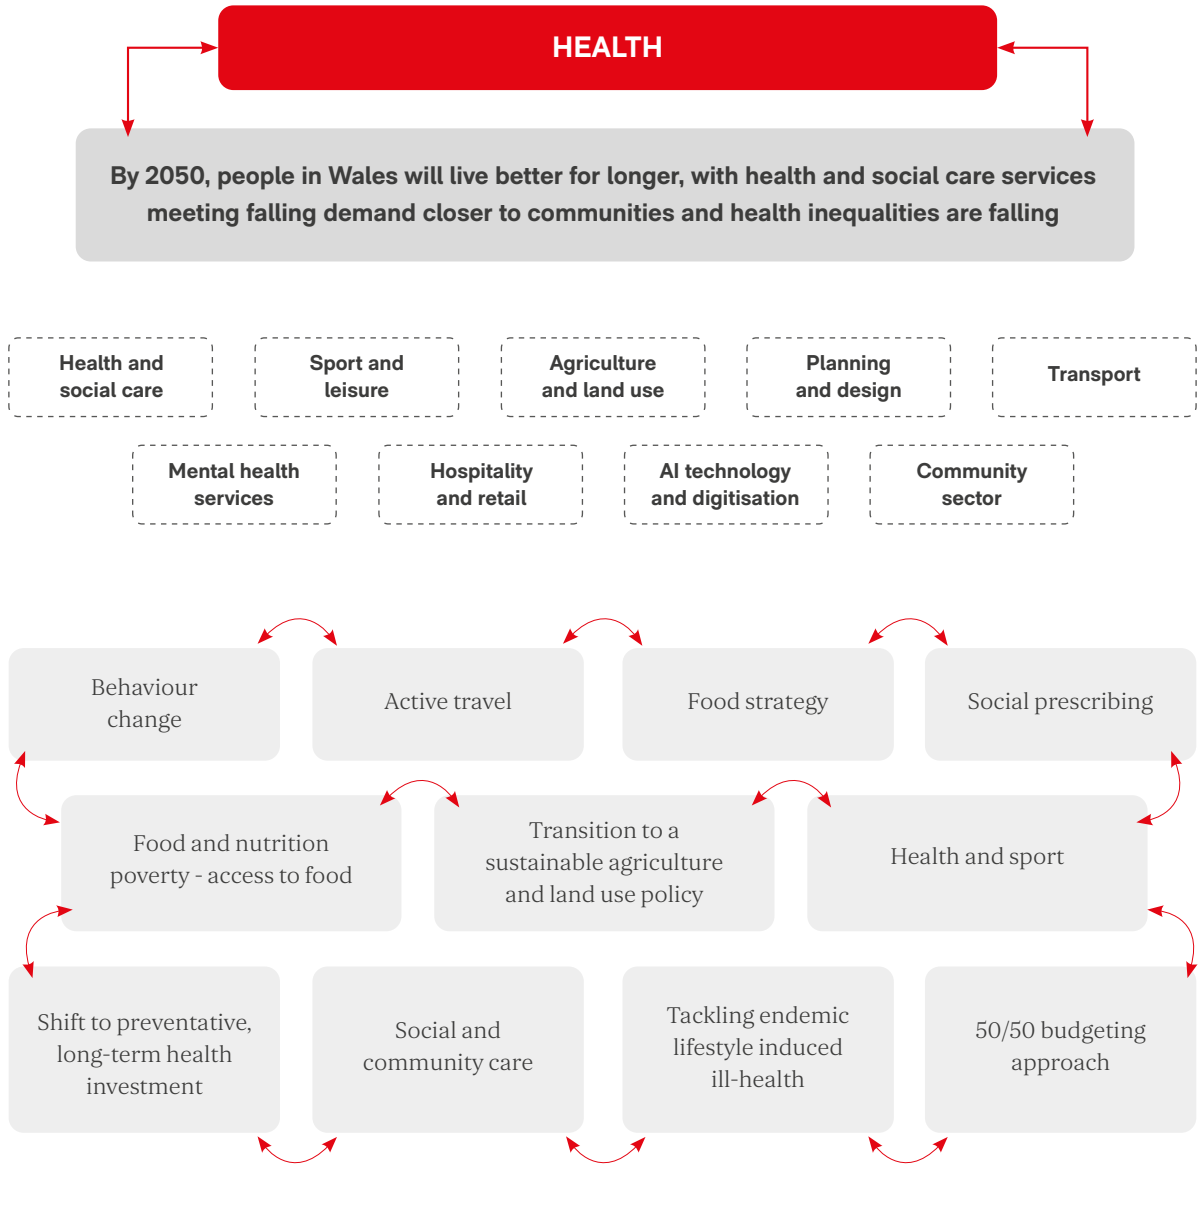 HEALTH
By 2050, people in Wales will live better for longer, with health and social care services
meeting falling demand closer to communities and health inequalities are falling
Health and
social care
Sport and
leisure
Agriculture
and land use
Planning
and design
Transport
Mental health
services
Hospitality
and retail
AI technology
and digitisation
Community
sector
Behaviour
change
Active travel
Food strategy
Social prescribing
Food and nutrition
poverty - access to food
Transition to a
sustainable agriculture
and land use policy
Health and sport
Shift to preventative,
long-term health
investment
Social and
community care
Tackling endemic
lifestyle induced
ill-health
50/50 budgeting
approach